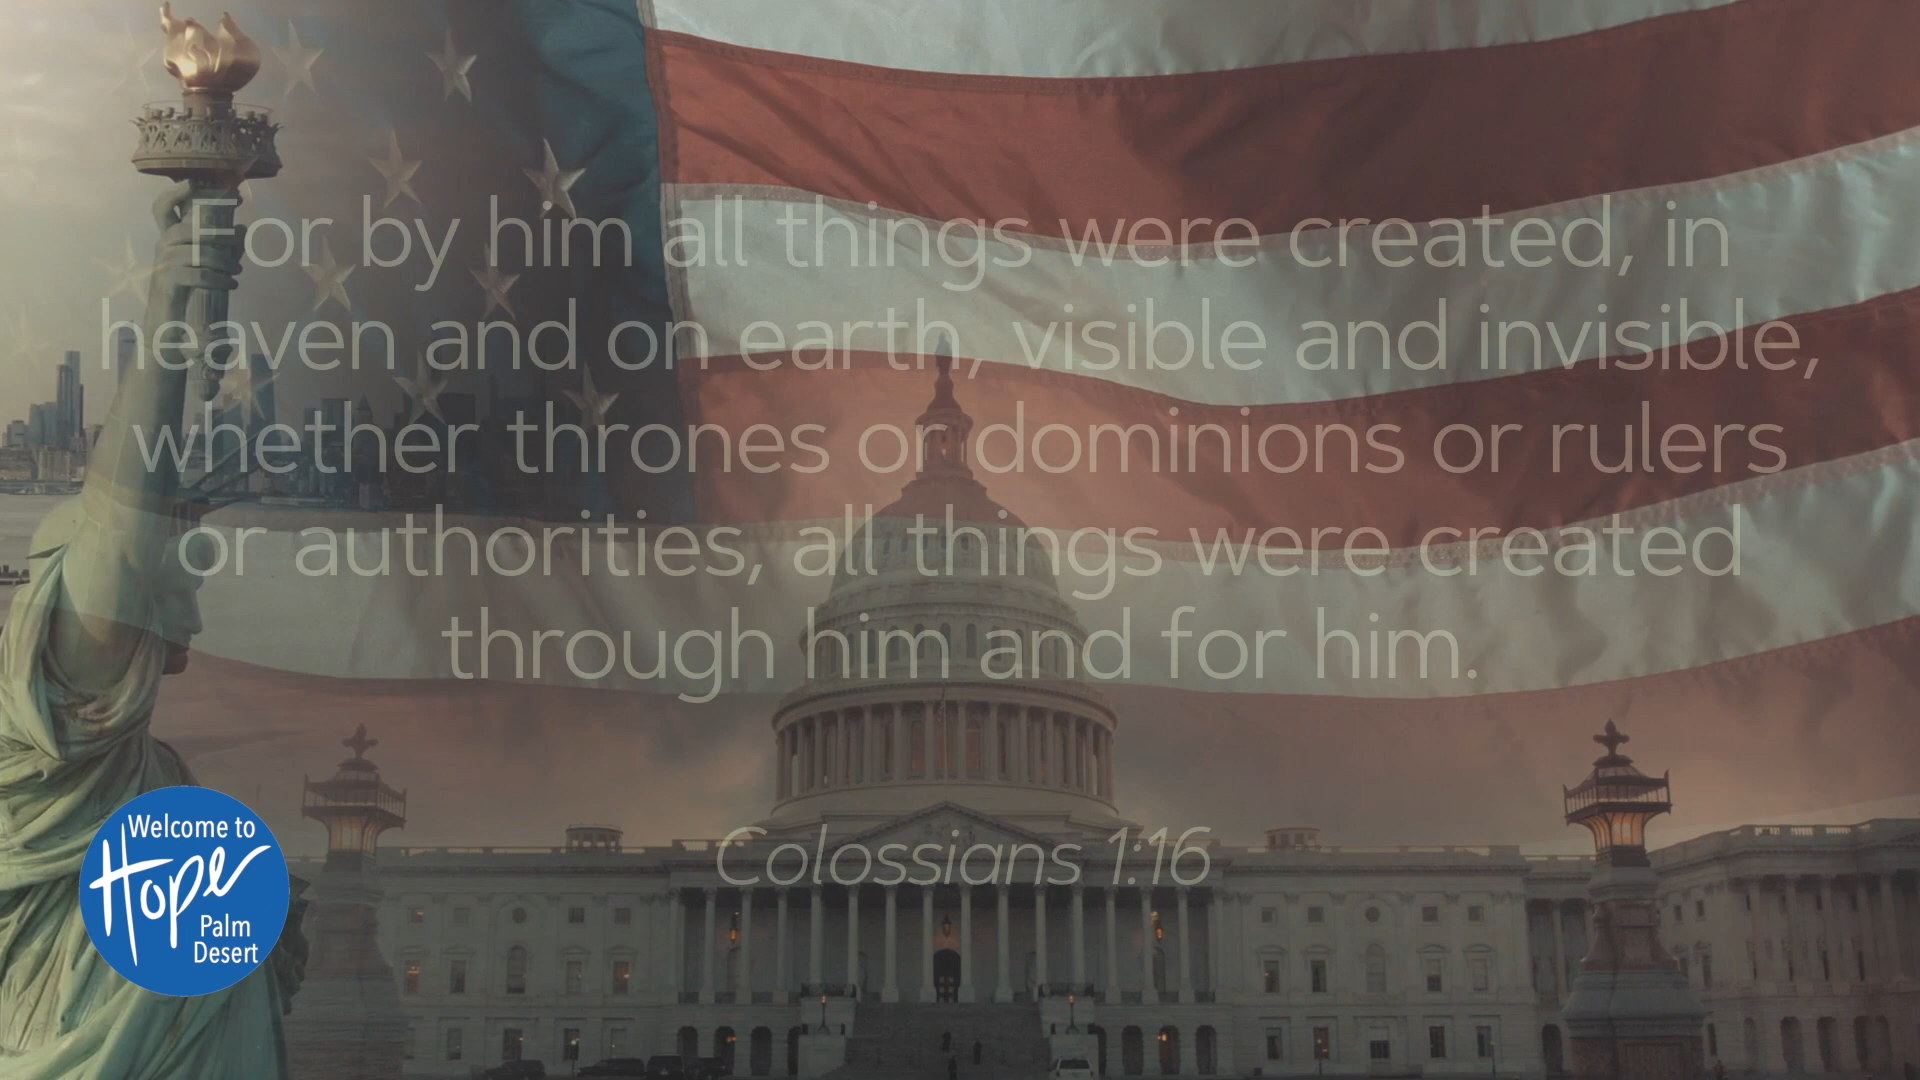 For by him all things were created, in
heaven and on earth, visible and invisible,
whether thrones or dominions or rulers
or authorities, all things were created
through him and for him.
Colossians 1:16
Welcome to
Hope
Palm
Desert